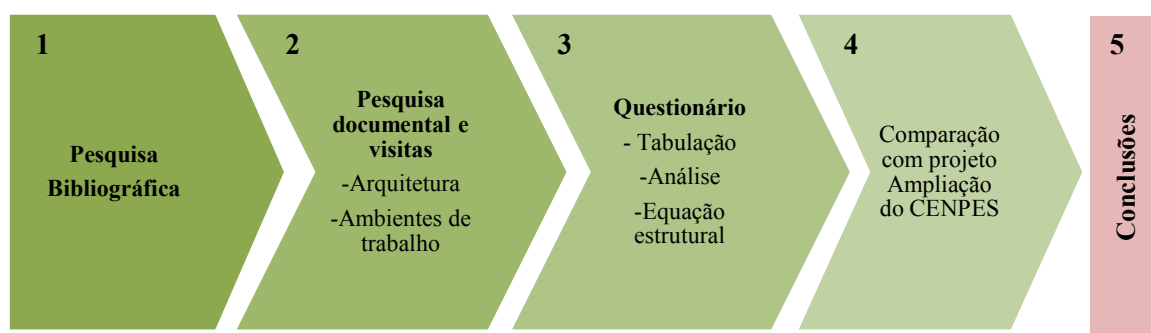 1
Pesquisa
Bibliográfica
2
Pesquisa
documental e
visitas
-Arquitetura
-Ambientes de
trabalho
3
Questionário
- Tabulação
-Análise
-Equação
estrutural
4
Comparação
com projeto
Ampliação
do CENPES
5
Conclusões